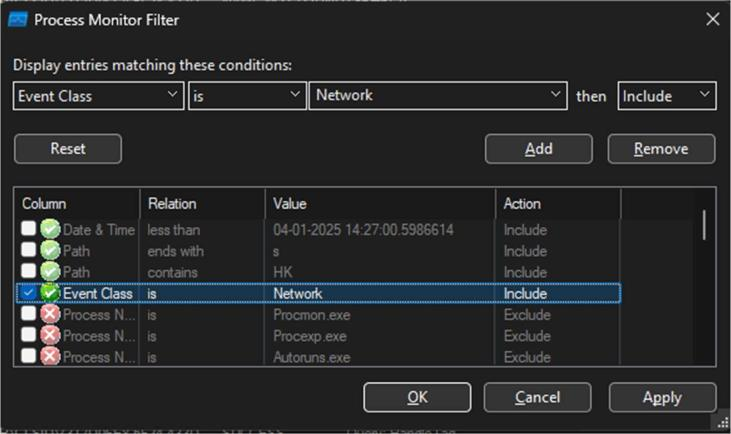 Process Monitor Filter
Display entries matching these conditions:
Event Class is Network then Include
Reset Add Remove
Column Relation Value Action
Date & Time less than 04-01-2025 14:27:00.5986614 Include
Path ends with s Include
Path contains HK Include
Event Class is Network Include
Process N... is Procmon.exe Exclude
Process N... is Procexp.exe Exclude
Process N... is Autoruns.exe Exclude
OK Cancel Apply